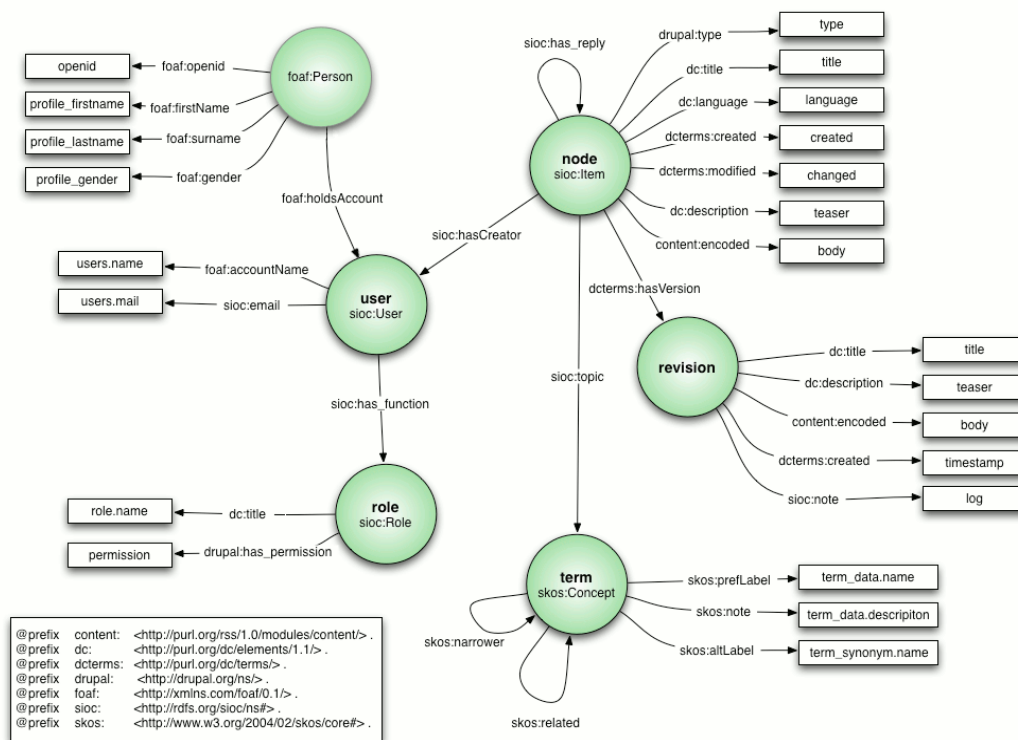 openid
foaf:openid
profile_firstname
foaf:firstName
profile_lastname
foaf:surname
profile_gender
foaf:gender
foaf:Person
foaf:holdsAccount
sioc:has_reply
node
sioc:Item
drupal:type
type
dc:title
title
dc:language
language
dcterms:created
created
dcterms:modified
changed
dc:description
teaser
content:encoded
body
sioc:hasCreator
users.name
foaf:accountName
users.mail
sioc:email
user
sioc:User
dcterms:hasVersion
revision
dc:title
title
dc:description
teaser
content:encoded
body
dcterms:created
timestamp
sioc:note
log
sioc:topic
sioc:has_function
role.name
dc:title
permission
drupal:has_permission
role
sioc:Role
term
skos:Concept
skos:prefLabel
term_data.name
skos:note
term_data.descripiton
skos:altLabel
term_synonym.name
skos:narrower
skos:related
@prefix content: <http://purl.org/rss/1.0/modules/content/> .
@prefix dc: <http://purl.org/dc/elements/1.1/> .
@prefix dcterms: <http://purl.org/dc/terms/> .
@prefix drupal: <http://drupal.org/ns/> .
@prefix foaf: <http://xmlns.com/foaf/0.1/> .
@prefix sioc: <http://rdfs.org/sioc/ns#> .
@prefix skos: <http://www.w3.org/2004/02/skos/core#> .